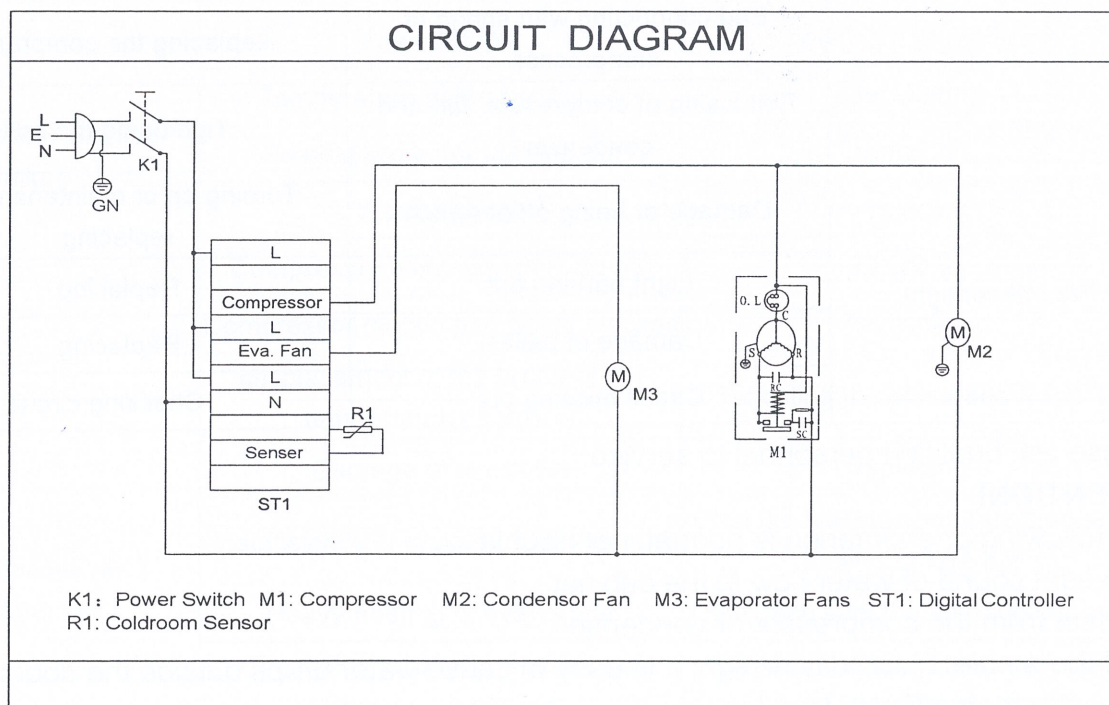 CIRCUIT DIAGRAM
L
E
N
K1
GN
L
Compressor
L
Eva. Fan
L
N
Senser
ST1
R1
M
M3
O.L
C
S
R
RC
SC
M1
M
M2
K1: Power Switch M1: Compressor M2: Condensor Fan M3: Evaporator Fans ST1: Digital Controller
R1: Coldroom Sensor